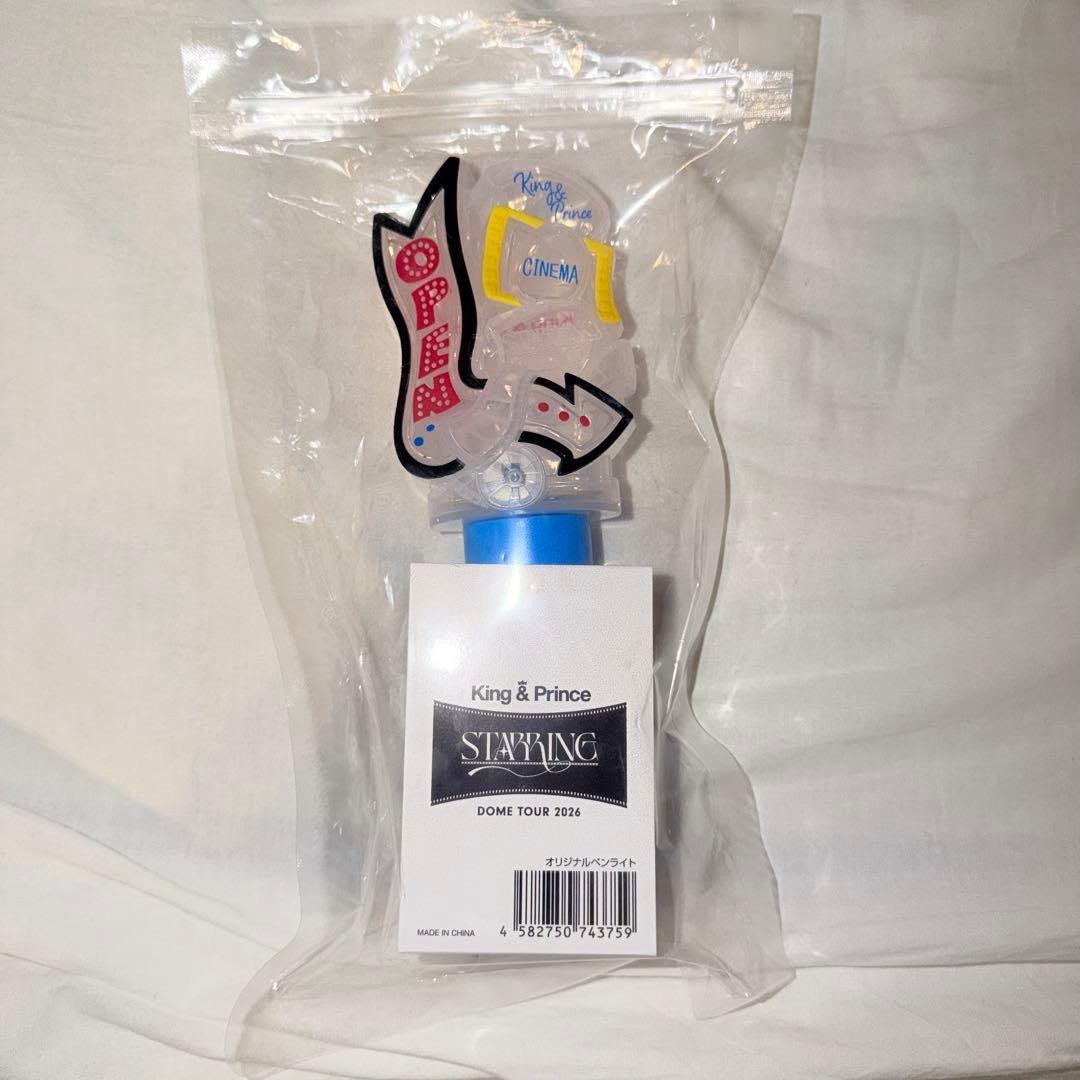 King &
Prince
OPEN
CINEMA
King & Prince
STARRING
DOME TOUR 2026
オリジナルペンライト
MADE IN CHINA
4 582750 743759